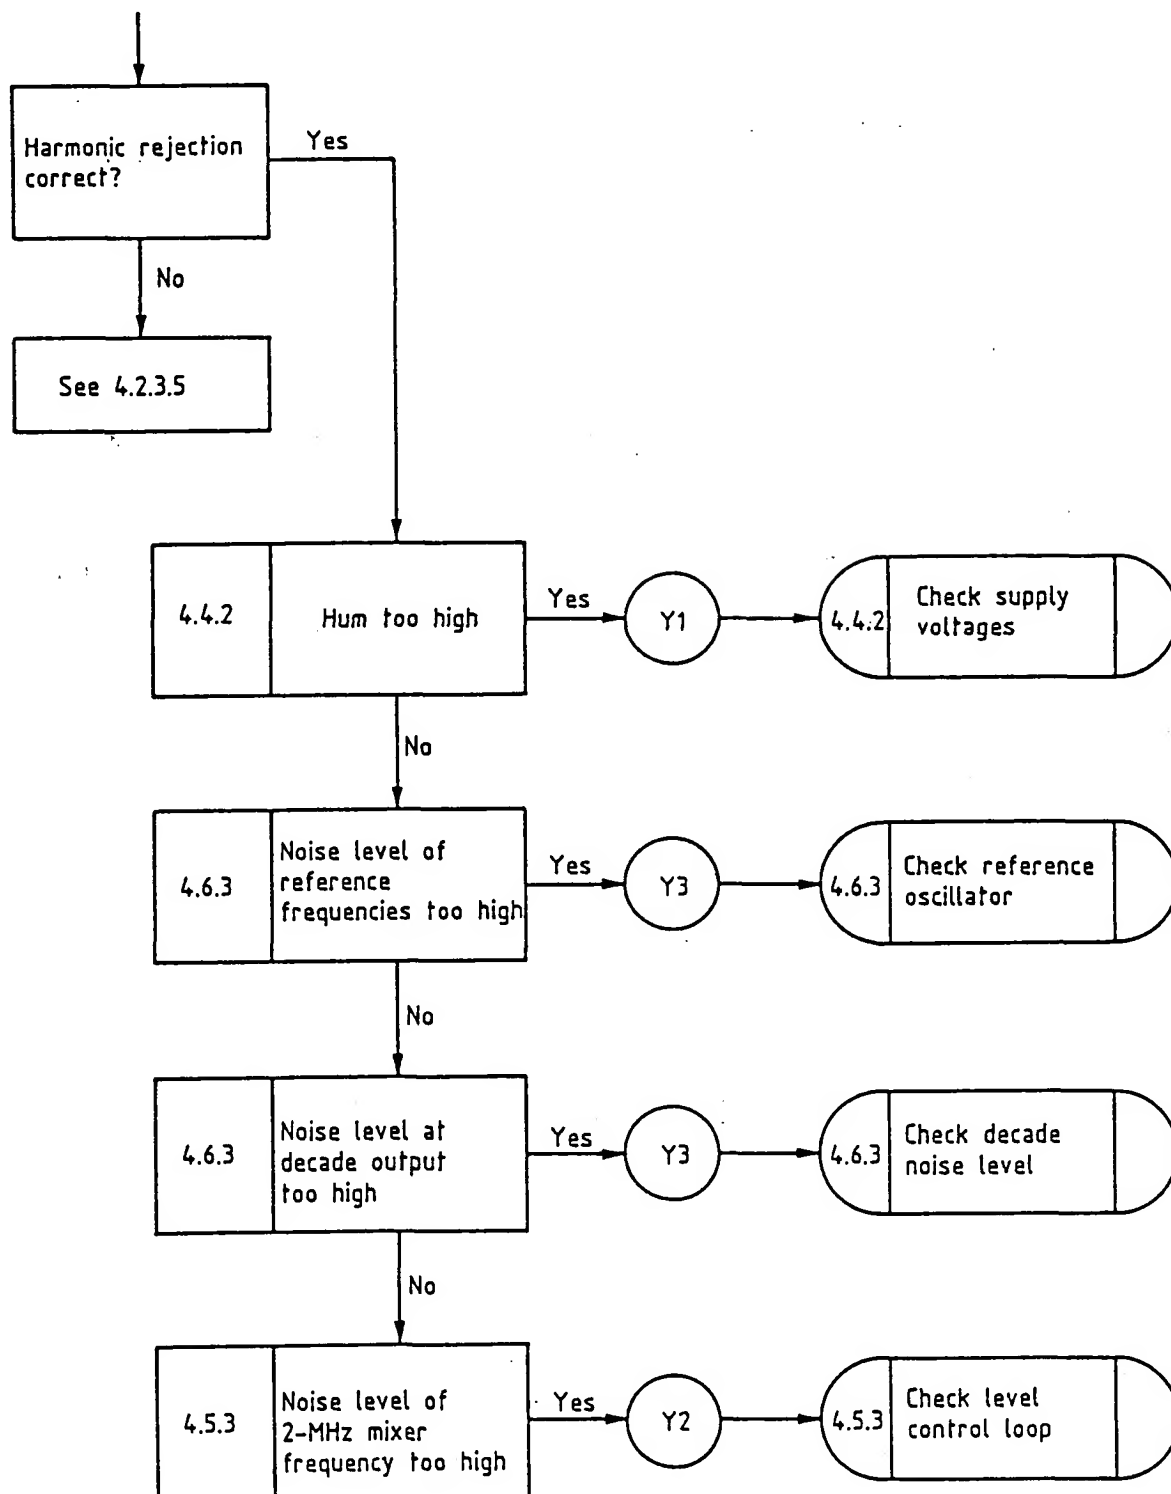 Harmonic rejection
correct?
Yes
No
See 4.2.3.5
4.4.2
Hum too high
Yes
Y1
4.4.2
Check supply
voltages
No
4.6.3
Noise level of
reference
frequencies too high
Yes
Y3
4.6.3
Check reference
oscillator
No
4.6.3
Noise level at
decade output
too high
Yes
Y3
4.6.3
Check decade
noise level
No
4.5.3
Noise level of
2-MHz mixer
frequency too high
Yes
Y2
4.5.3
Check level
control loop